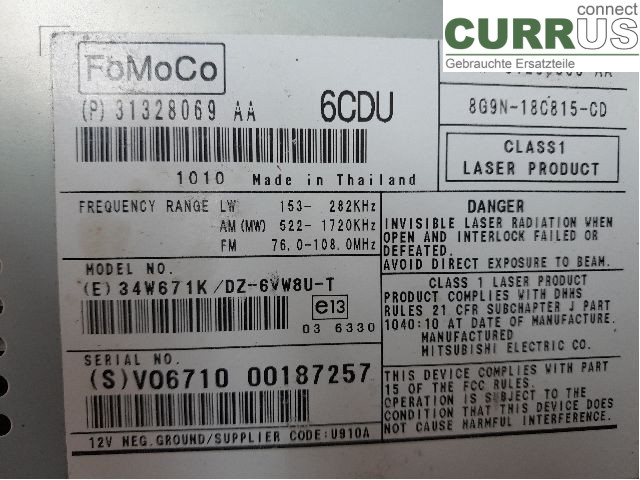 connect
CURRUS
Gebrauchte Ersatzteile
FoMoCo
(P) 31328069 AA 6CDU
8G9N-18C815-CD
CLASS1
LASER PRODUCT
1010 Made in Thailand
FREQUENCY RANGE LW 153- 282KHz
AM (MW) 522- 1720KHz
FM 76.0-108.0MHz
DANGER
INVISIBLE LASER RADIATION WHEN
OPEN AND INTERLOCK FAILED OR
DEFEATED.
AVOID DIRECT EXPOSURE TO BEAM.
MODEL NO.
(E) 34W671K/DZ-6VW8U-T
e13
03 6330
CLASS 1 LASER PRODUCT
PRODUCT COMPLIES WITH DHHS
RULES 21 CFR SUBCHAPTER J PART
1040:10 AT DATE OF MANUFACTURE.
MANUFACTURED
MITSUBISHI ELECTRIC CO.
SERIAL NO.
(S)V06710 00187257
THIS DEVICE COMPLIES WITH PART
15 OF THE FCC RULES.
OPERATION IS SUBJECT TO THE
CONDITION THAT THIS DEVICE DOES
NOT CAUSE HARMFUL INTERFERENCE.
12V NEG.GROUND/SUPPLIER CODE:U910A